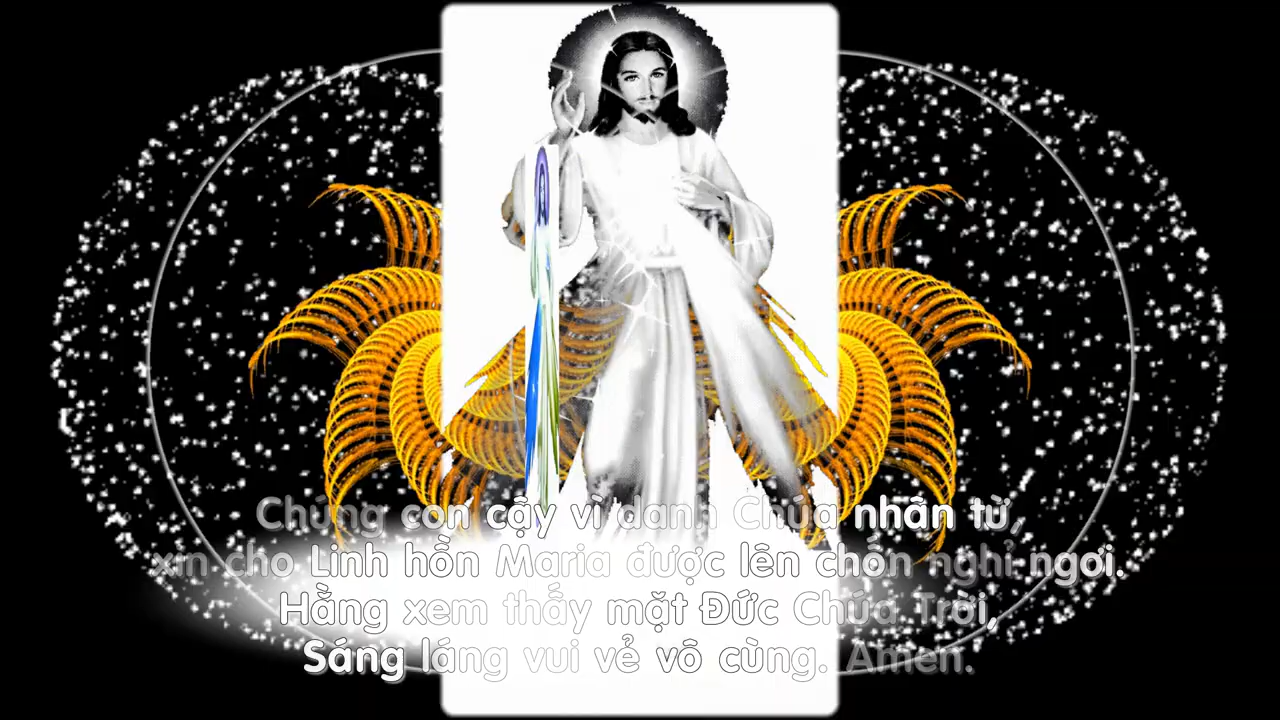 Chúng con cậy vì danh Chúa nhân từ,
xin cho Linh hồn Maria được lên chốn nghỉ ngơi.
Hằng xem thấy mặt Đức Chúa Trời,
Sáng láng vui vẻ vô cùng. Amen.